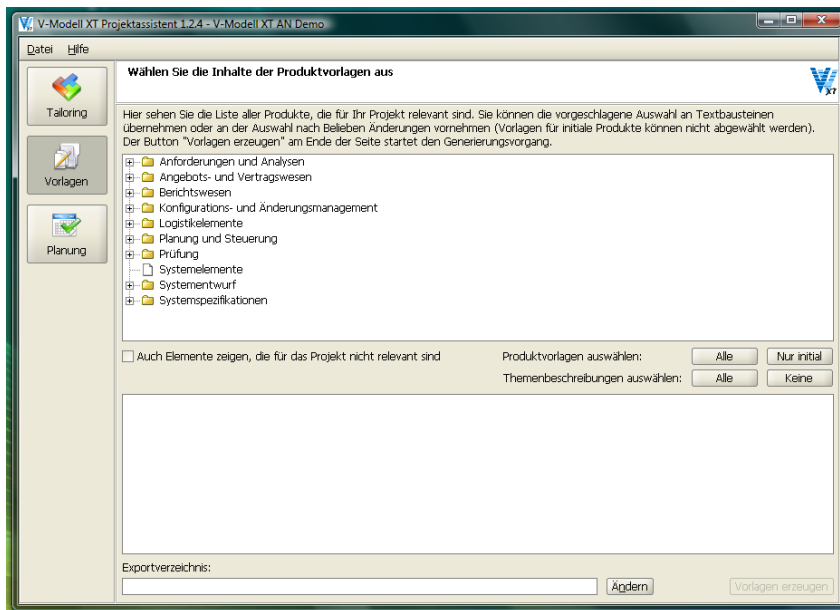 V-Modell XT Projektassistent 1.2.4 - V-Modell XT AN Demo
Datei Hilfe
Wählen Sie die Inhalte der Produktvorlagen aus
XT
Tailoring
Vorlagen
Planung
Hier sehen Sie die Liste aller Produkte, die für Ihr Projekt relevant sind. Sie können die vorgeschlagene Auswahl an Textbausteinen
übernehmen oder an der Auswahl nach Belieben Änderungen vornehmen (Vorlagen für initiale Produkte können nicht abgewählt werden).
Der Button "Vorlagen erzeugen" am Ende der Seite startet den Generierungsvorgang.
Anforderungen und Analysen
Angebots- und Vertragswesen
Berichtswesen
Konfigurations- und Änderungsmanagement
Logistikelemente
Planung und Steuerung
Prüfung
Systemelemente
Systementwurf
Systemspezifikationen
Auch Elemente zeigen, die für das Projekt nicht relevant sind
Produktvorlagen auswählen: Alle Nur initial
Themenbeschreibungen auswählen: Alle Keine
Exportverzeichnis:
Ändern Vorlagen erzeugen